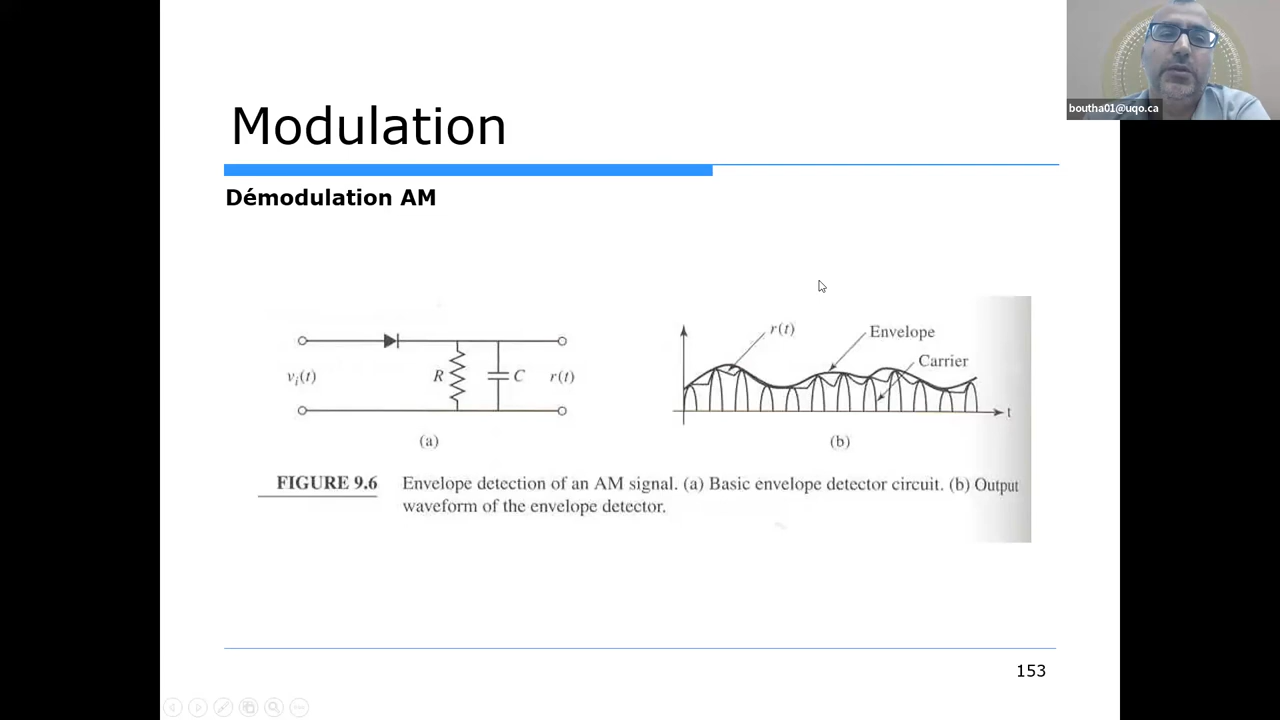 boutha01@uqo.ca
Modulation
Démodulation AM
r(t)
Envelope
Carrier
v_i(t)
R
C
r(t)
t
(a)
(b)
FIGURE 9.6 Envelope detection of an AM signal. (a) Basic envelope detector circuit. (b) Output
waveform of the envelope detector.
153